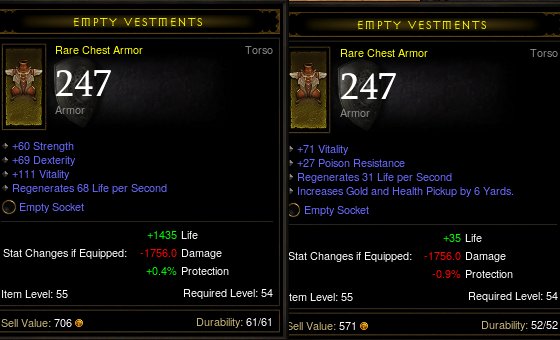 EMPTY VESTMENTS
Rare Chest Armor Torso
247
Armor
+60 Strength
+69 Dexterity
+111 Vitality
Regenerates 68 Life per Second
Empty Socket
+1435 Life
Stat Changes if Equipped: -1756.0 Damage
+0.4% Protection
Item Level: 55 Required Level: 54
Sell Value: 706 Durability: 61/61
EMPTY VESTMENTS
Rare Chest Armor Torso
247
Armor
+71 Vitality
+27 Poison Resistance
Regenerates 31 Life per Second
Increases Gold and Health Pickup by 6 Yards.
Empty Socket
+35 Life
Stat Changes if Equipped: -1756.0 Damage
-0.9% Protection
Item Level: 55 Required Level: 54
Sell Value: 571 Durability: 52/52